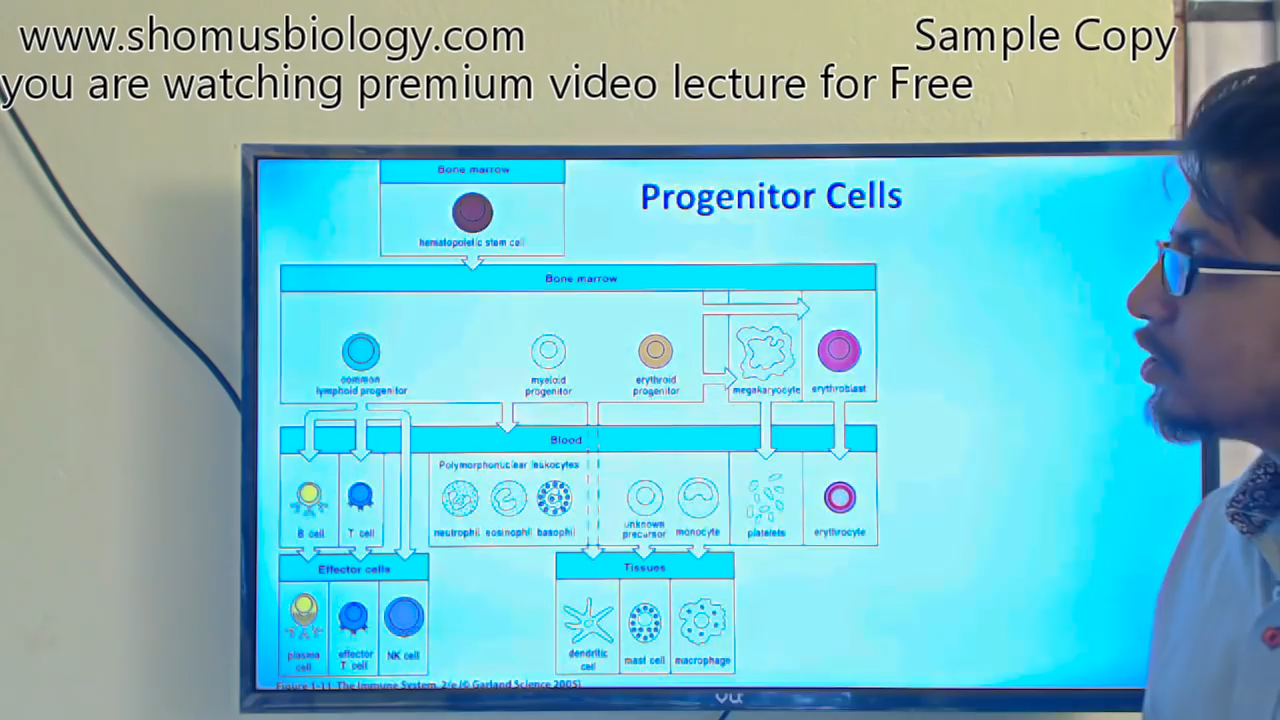 www.shomusbiology.com
Sample Copy
you are watching premium video lecture for Free
Progenitor Cells
Bone marrow
hematopoietic stem cell
Bone marrow
common
lymphoid progenitor
myeloid
progenitor
erythroid
progenitor
megakaryocyte
erythroblast
Blood
Polymorphonuclear leukocytes
B cell
T cell
neutrophil
eosinophil
basophil
unknown
precursor
monocyte
platelets
erythrocyte
Effector cells
plasma
cell
effector
T cell
NK cell
Tissues
dendritic
cell
mast cell
macrophage
Figure 1-11 The Immune System, 2/e (© Garland Science 2005)
VU